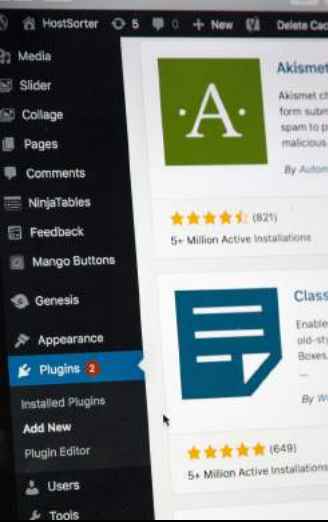 HostSorter 5 0 + New Delete Cac
Media
Slider
Collage
Pages
Comments
NinjaTables
Feedback
Mango Buttons
Genesis
Appearance
Plugins 2
Installed Plugins
Add New
Plugin Editor
Users
Tools
·A·
Akismet
Akismet ch
form subm
spam to p
malicious
By Autom
(821)
5+ Million Active Installations
Class
Enable
old-sty
Boxes,
...
By W
(649)
5+ Million Active Installations